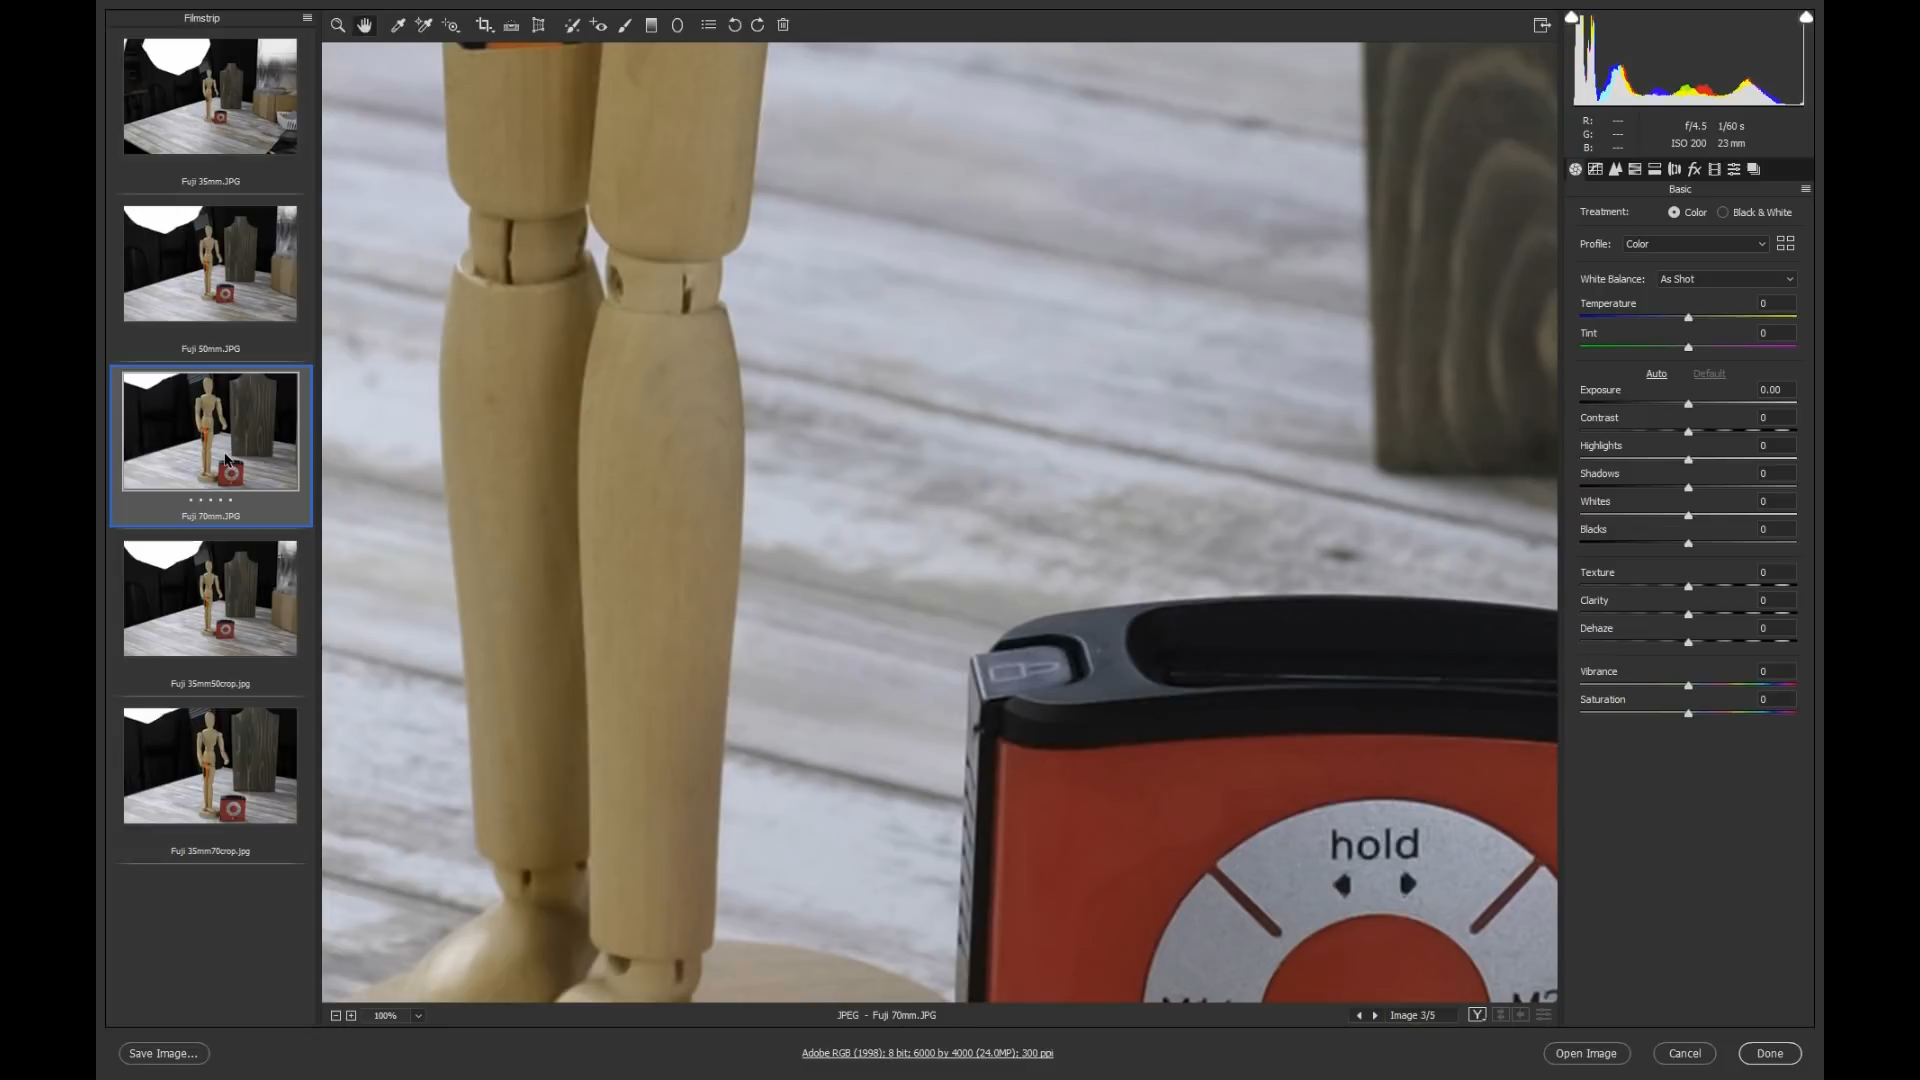 Filmstrip
Fuji 35mm.JPG
Fuji 50mm.JPG
Fuji 70mm.JPG
Fuji 35mm50crop.jpg
Fuji 35mm70crop.jpg
hold
100%
JPEG - Fuji 70mm.JPG
Image 3/5
Y
Save Image...
Adobe RGB (1998); 8 bit; 6000 by 4000 (24.0MP); 300 ppi
Open Image
Cancel
Done
R: ---
G: ---
B: ---
f/4.5 1/60 s
ISO 200 23 mm
fx
Basic
Treatment: Color Black & White
Profile: Color
White Balance: As Shot
Temperature 0
Tint 0
Auto Default
Exposure 0.00
Contrast 0
Highlights 0
Shadows 0
Whites 0
Blacks 0
Texture 0
Clarity 0
Dehaze 0
Vibrance 0
Saturation 0